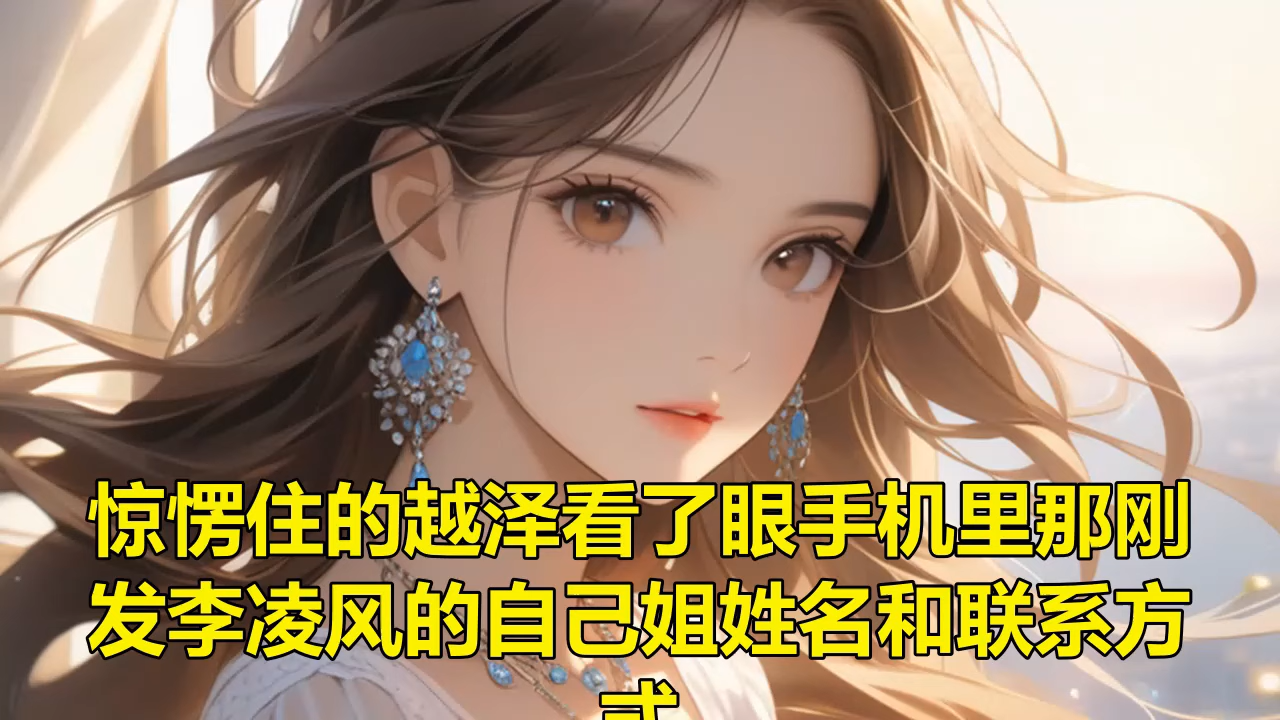 惊愕住的越泽看了眼手机里那刚
发李凌风的自己姐姓名和联系方
式